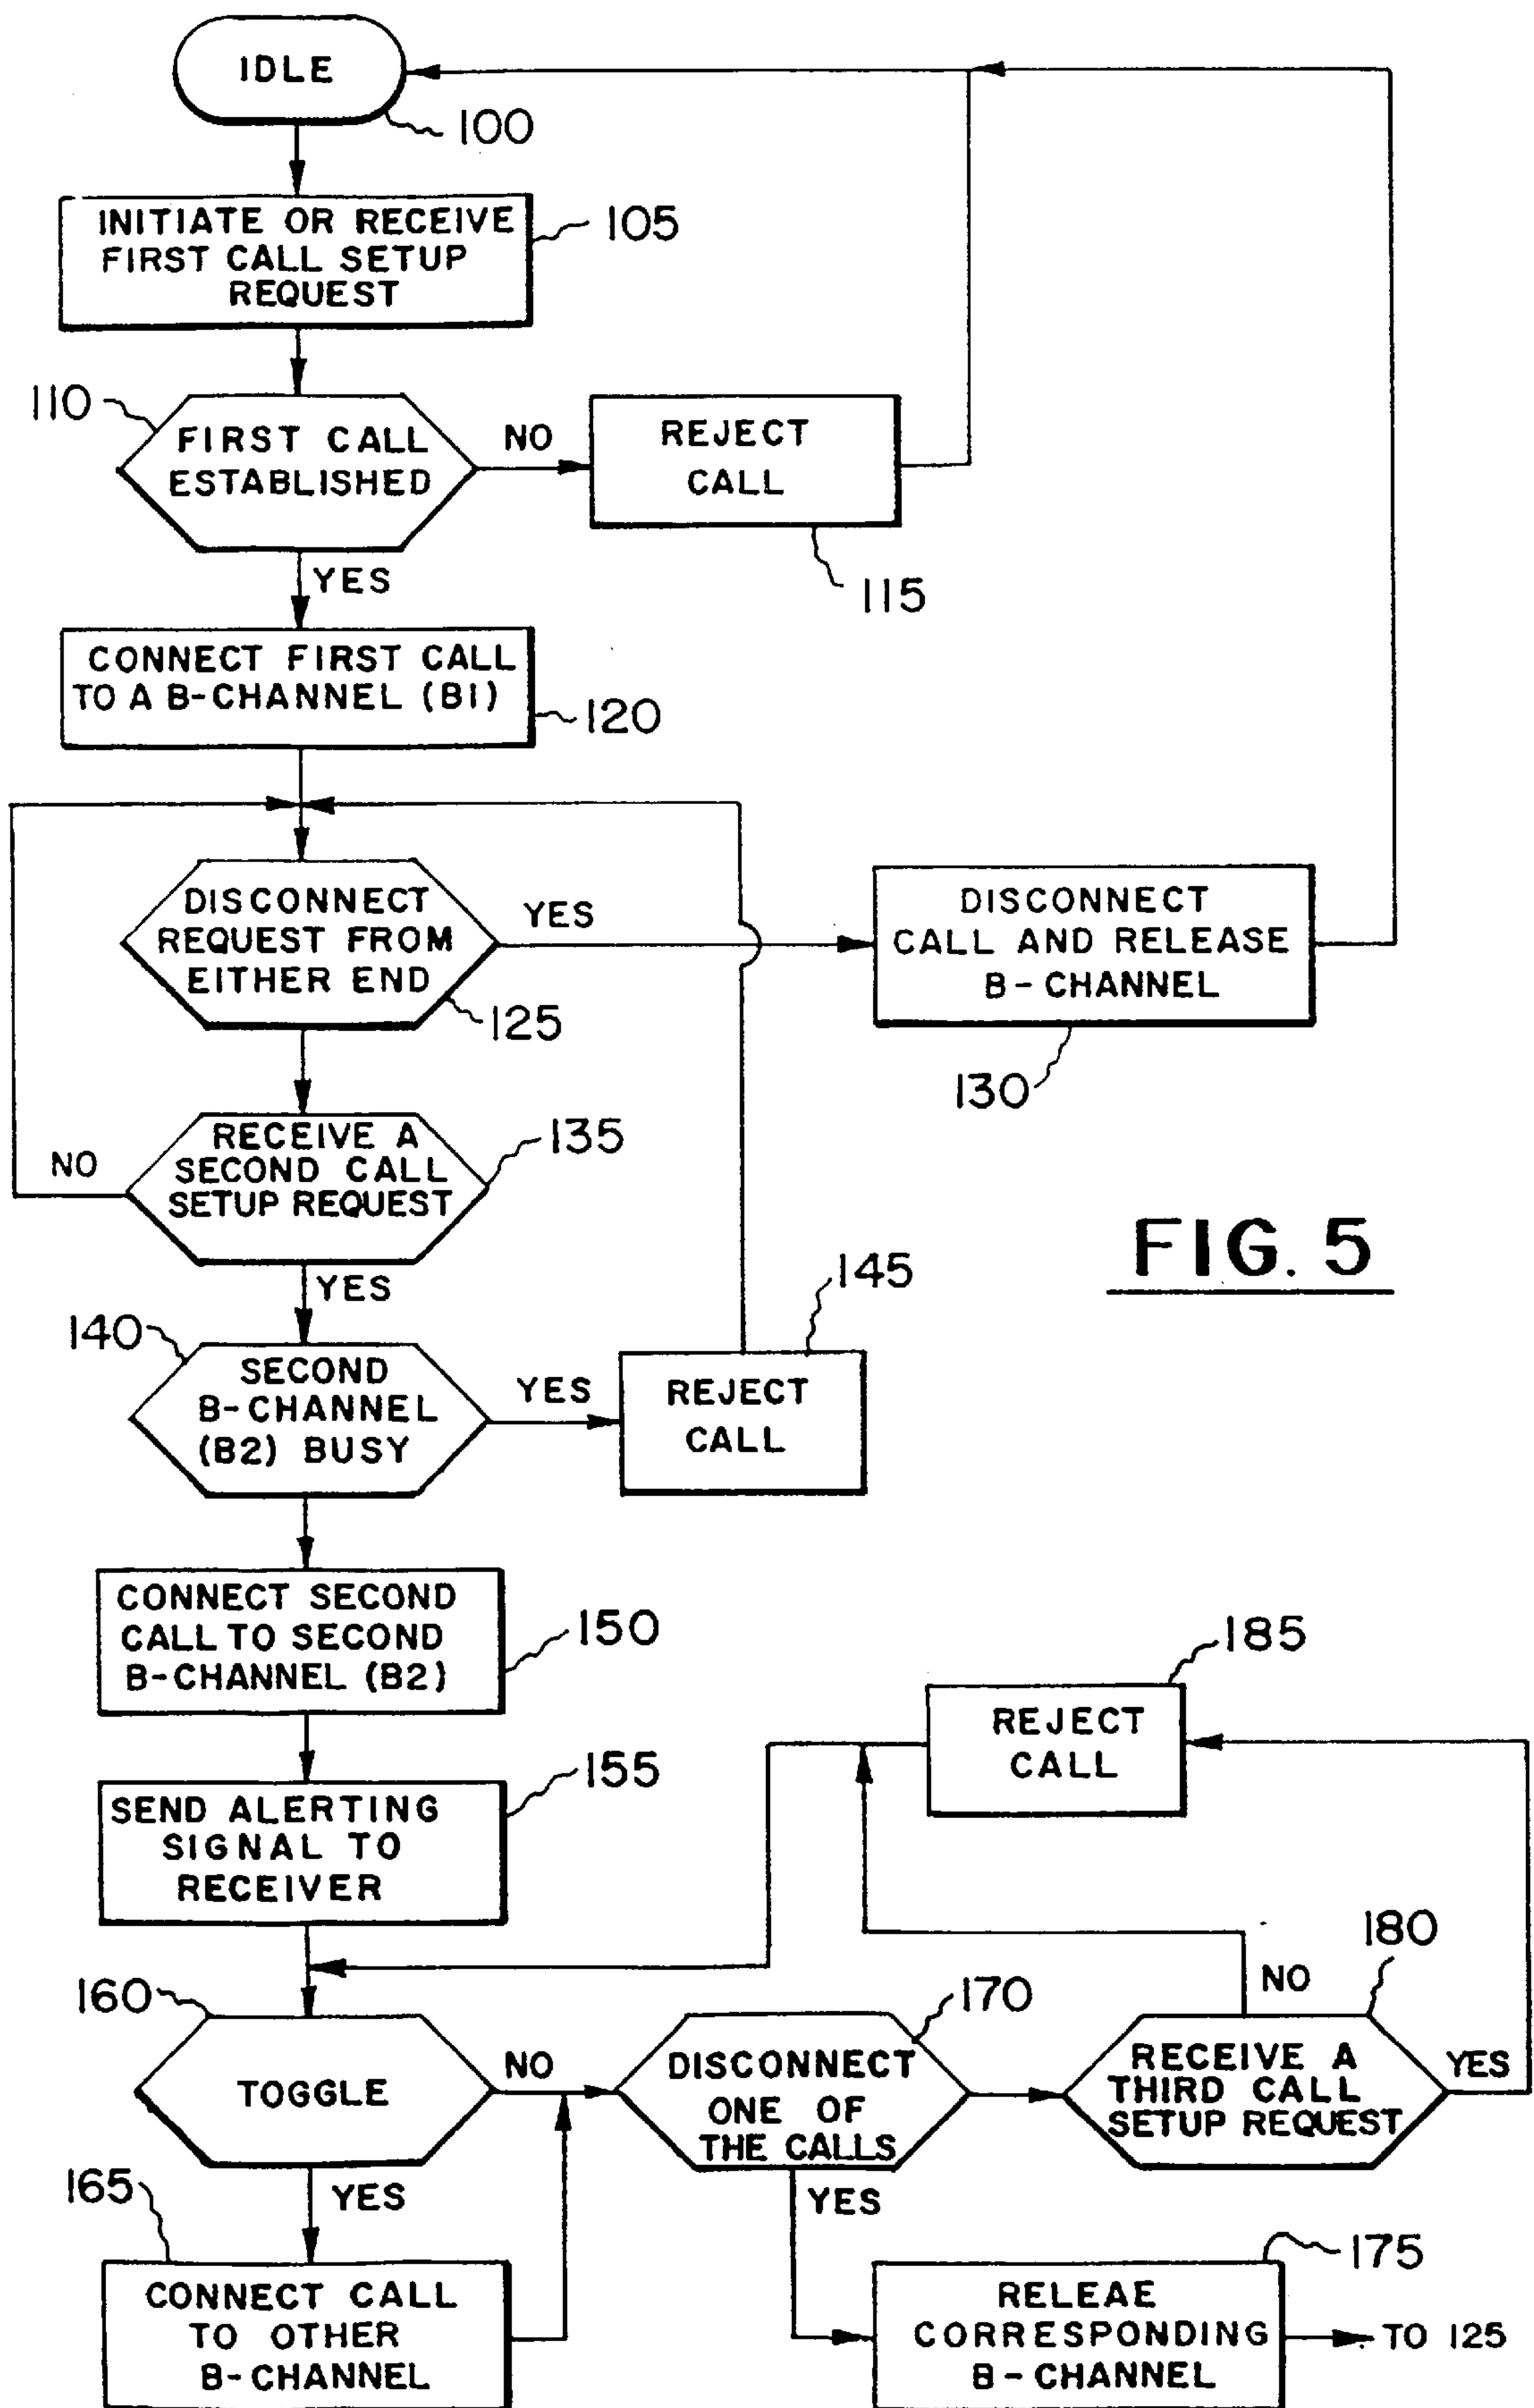 IDLE
100
INITIATE OR RECEIVE
FIRST CALL SETUP
REQUEST
105
110
FIRST CALL
ESTABLISHED
NO
REJECT
CALL
115
YES
CONNECT FIRST CALL
TO A B-CHANNEL (B1)
120
DISCONNECT
REQUEST FROM
EITHER END
125
YES
DISCONNECT
CALL AND RELEASE
B-CHANNEL
130
RECEIVE A
SECOND CALL
SETUP REQUEST
135
NO
YES
FIG. 5
140
SECOND
B-CHANNEL
(B2) BUSY
YES
145
REJECT
CALL
CONNECT SECOND
CALL TO SECOND
B-CHANNEL (B2)
150
185
REJECT
CALL
SEND ALERTING
SIGNAL TO
RECEIVER
155
160
TOGGLE
NO
YES
170
DISCONNECT
ONE OF
THE CALLS
YES
180
NO
RECEIVE A
THIRD CALL
SETUP REQUEST
YES
165
CONNECT CALL
TO OTHER
B-CHANNEL
175
RELEAE
CORRESPONDING
B-CHANNEL
TO 125